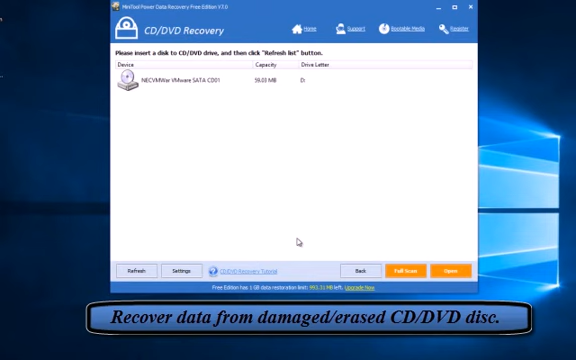 MiniTool Power Data Recovery Free Edition V7.0
CD/DVD Recovery
Home
Support
Bootable Media
Register
Please insert a disk to CD/DVD drive, and then click "Refresh list" button.
Device Capacity Drive Letter
NECVMWar VMware SATA CD01 59.03 MB D:
Refresh
Settings
CD/DVD Recovery Tutorial
Back
Full Scan
Open
Free Edition has 1 GB data restoration limit: 993.33 MB left. Upgrade Now
Recover data from damaged/erased CD/DVD disc.